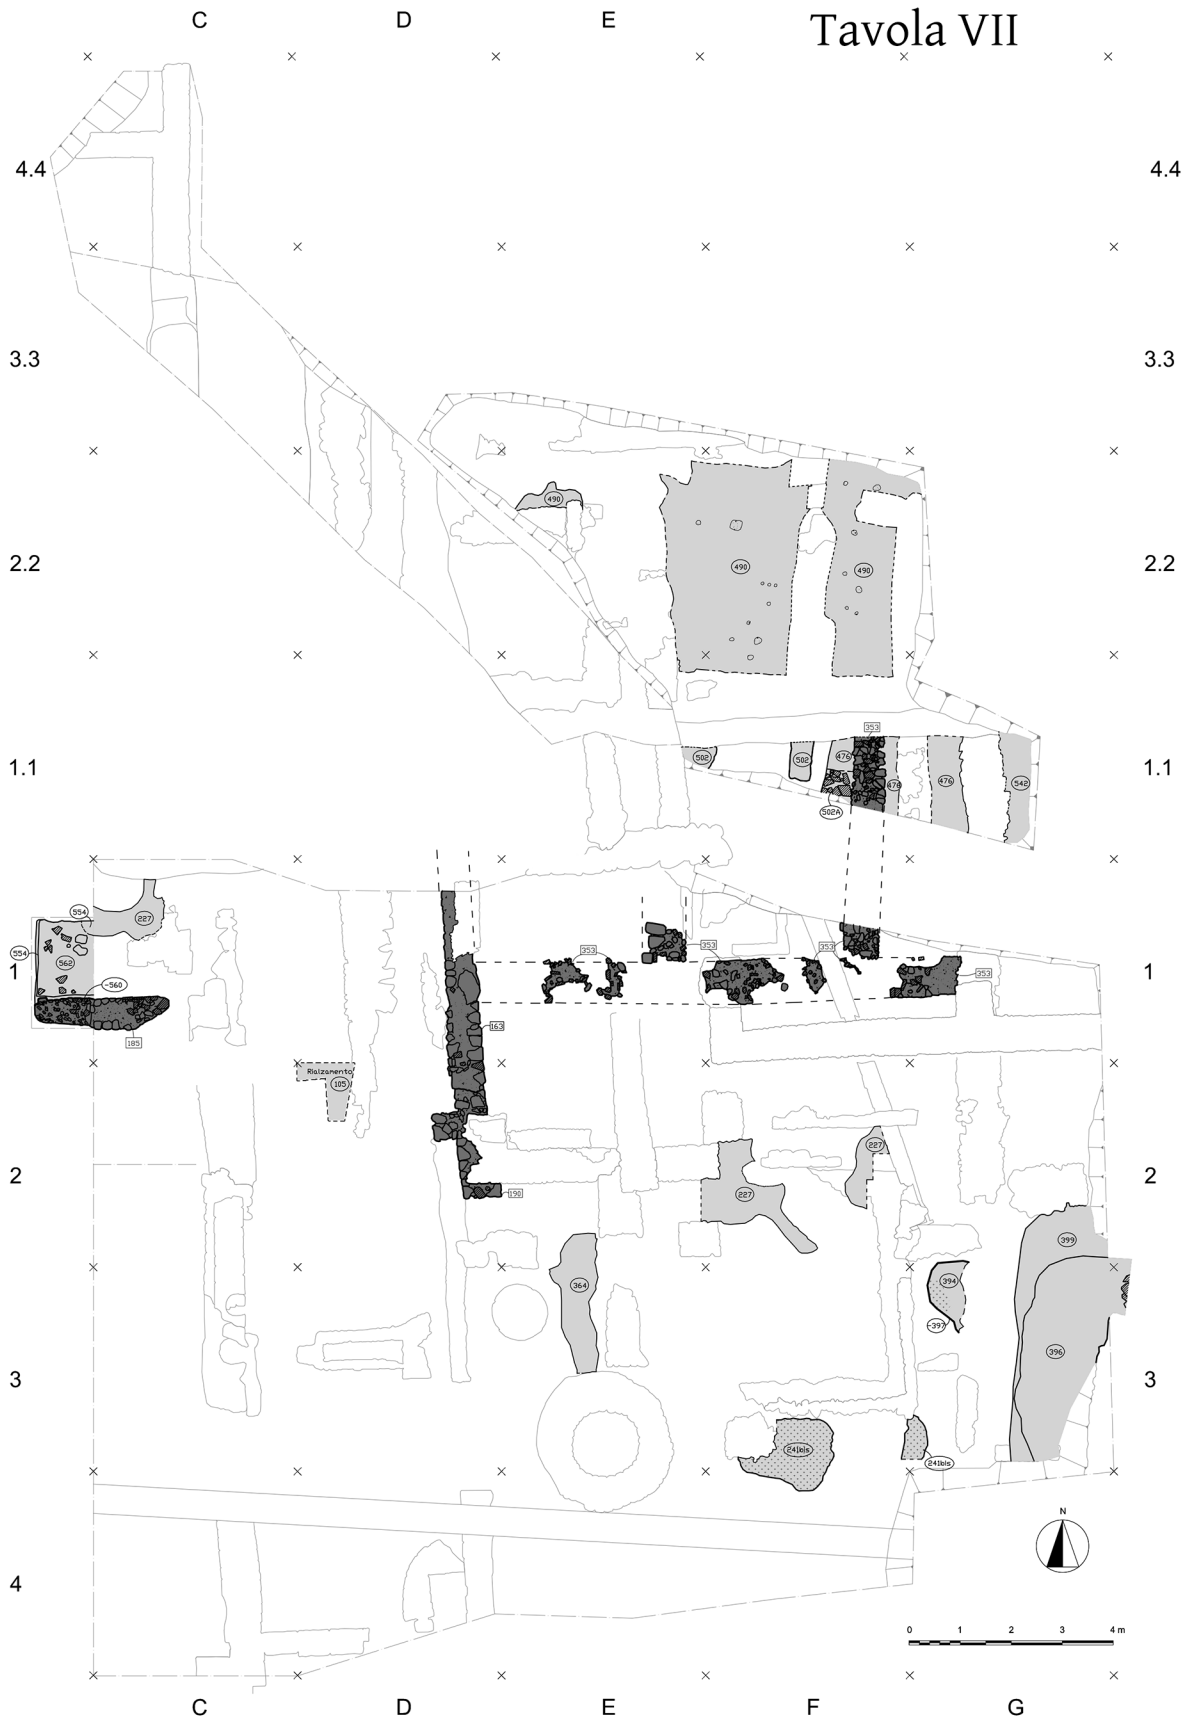 C D E Tavola VII
4.4 4.4
3.3 3.3
490
2.2 490 490 2.2
353
502 502 476
1.1 476 476 542 1.1
502A
554 227
554 562 353 353 353
1 353 1
-560
163
185
Rialzamento
105
227
2 190 227 2
399
364 394
-397
396
3 3
241bis 241bis
N
4
0 1 2 3 4 m
C D E F G